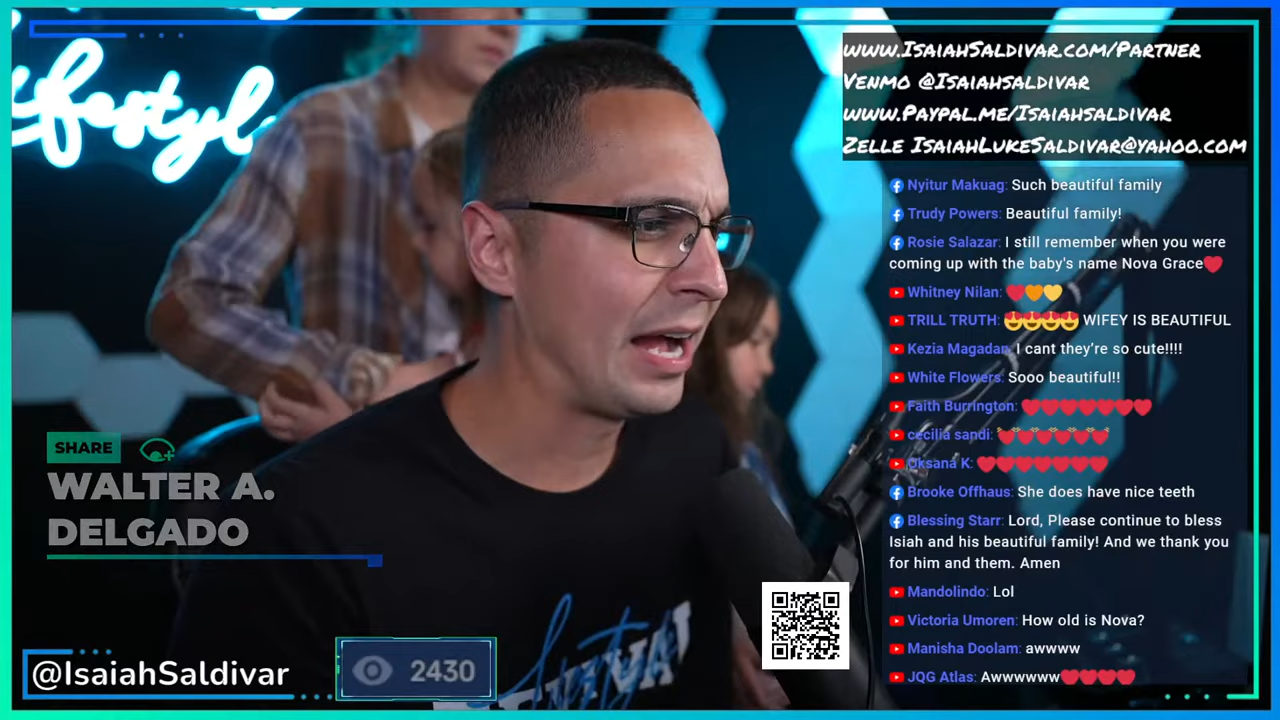 www.IsaiahSaldivar.com/Partner
Venmo @Isaiahsaldivar
www.Paypal.me/Isaiahsaldivar
Zelle IsaiahLukeSaldivar@yahoo.com
Nyitur Makuag: Such beautiful family
Trudy Powers: Beautiful family!
Rosie Salazar: I still remember when you were
coming up with the baby's name Nova Grace❤️
Whitney Nilan: ❤️🧡💛
TRILL TRUTH: 😍😍😍😍 WIFEY IS BEAUTIFUL
Kezia Magadan: I cant they're so cute!!!!
White Flowers: Sooo beautiful!!
Faith Burrington: ❤️❤️❤️❤️❤️❤️❤️
cecilia sandi:
Oksana K: ❤️❤️❤️❤️❤️❤️❤️
Brooke Offhaus: She does have nice teeth
Blessing Starr: Lord, Please continue to bless
Isiah and his beautiful family! And we thank you
for him and them. Amen
Mandolindo: Lol
Victoria Umoren: How old is Nova?
Manisha Doolam: awwww
JQG Atlas: Awwwwww❤️❤️❤️❤️
SHARE
WALTER A.
DELGADO
@IsaiahSaldivar
2430